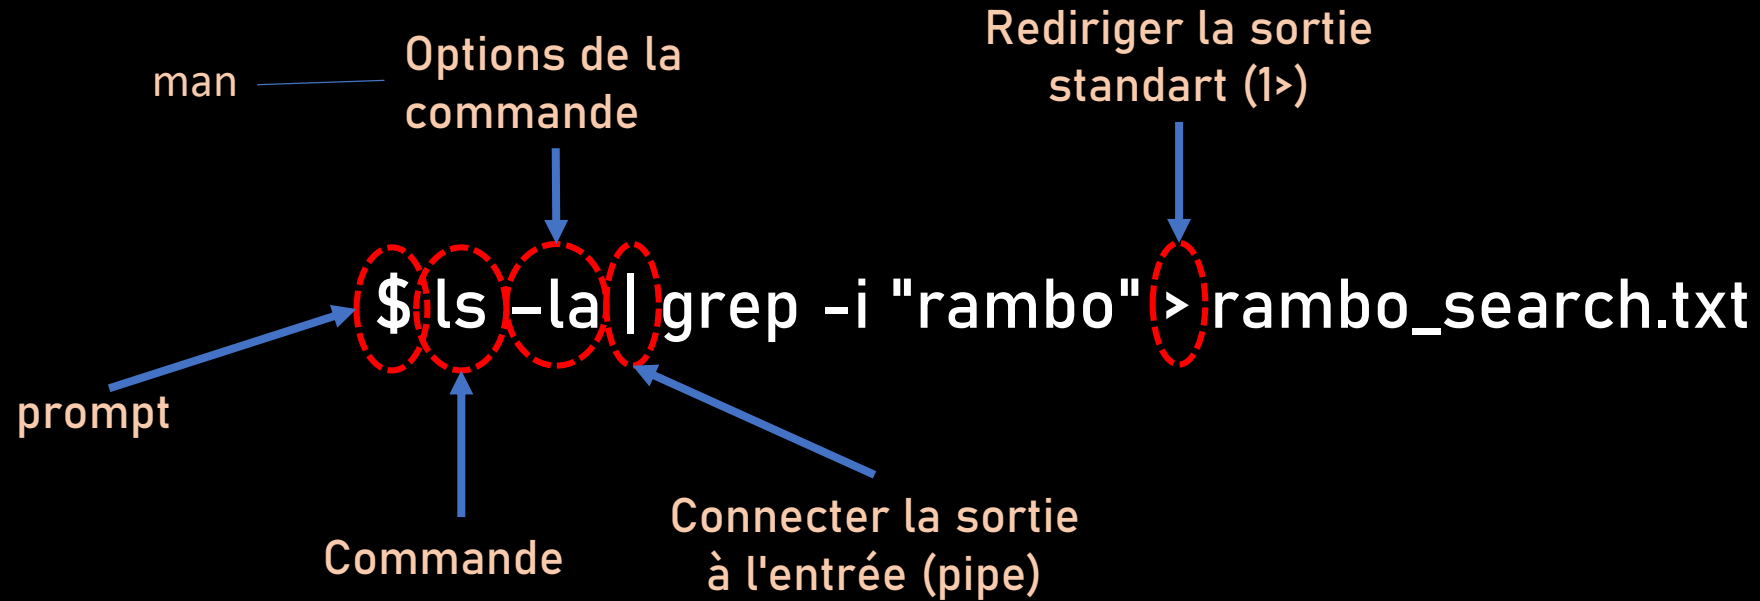 Rediriger la sortie
standart (1>)
Options de la
commande
man
$ ls -la | grep -i "rambo" > rambo_search.txt
prompt
Commande
Connecter la sortie
à l'entrée (pipe)